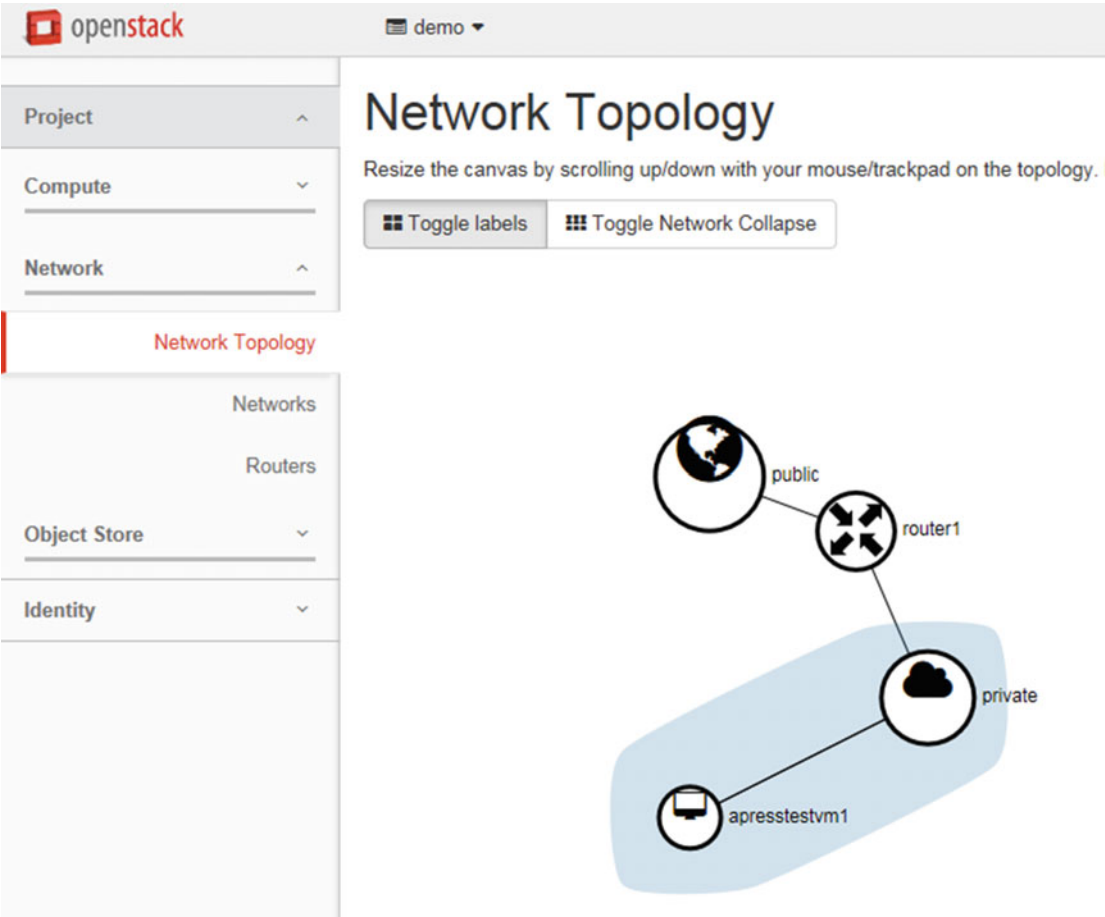 openstack
demo
Project
Compute
Network
Network Topology
Networks
Routers
Object Store
Identity
Network Topology
Resize the canvas by scrolling up/down with your mouse/trackpad on the topology.
Toggle labels
Toggle Network Collapse
public
router1
private
apresstestvm1